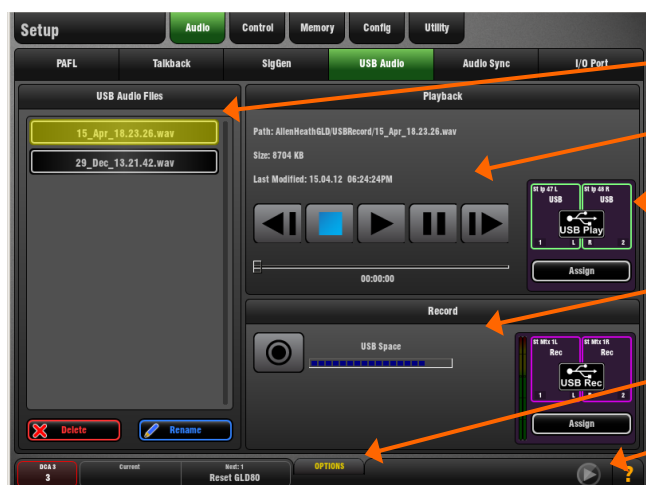 Setup
Audio Control Memory Config Utility
PAFL Talkback SigGen USB Audio Audio Sync I/O Port
USB Audio Files
15_Apr_18.23.26.wav
29_Dec_13.21.42.wav
Delete Rename
Playback
Path: AllenHeathGLD/USBRecord/15_Apr_18.23.26.wav
Size: 8704 KB
Last Modified: 15.04.12 06:24:24PM
00:00:00
St Ip 47 L St Ip 48 R
USB USB
USB Play
1 L R 2
Assign
Record
USB Space
St Mtx 1L St Mtx 1R
Rec Rec
USB Rec
1 L 2
Assign
DCA 3
3
Current
Next: 1
Reset GLD80
OPTIONS
?